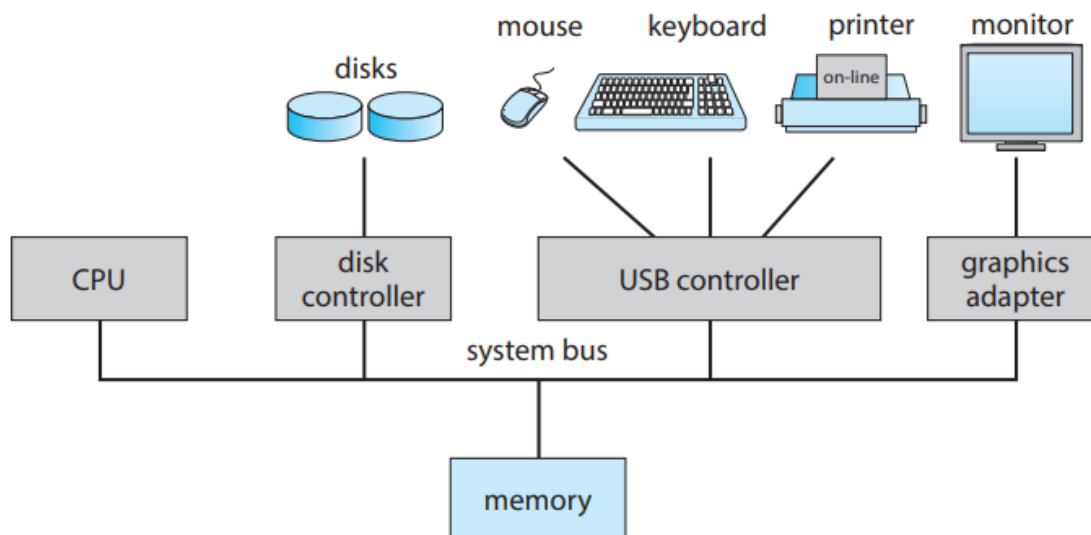 mouse
keyboard
printer
monitor
disks
on-line
CPU
disk
controller
USB controller
graphics
adapter
system bus
memory